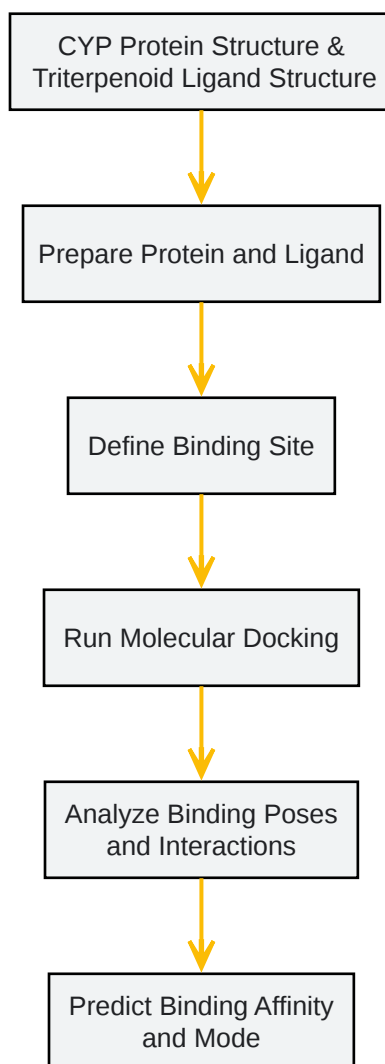 CYP Protein Structure &
Triterpenoid Ligand Structure
Prepare Protein and Ligand
Define Binding Site
Run Molecular Docking
Analyze Binding Poses
and Interactions
Predict Binding Affinity
and Mode